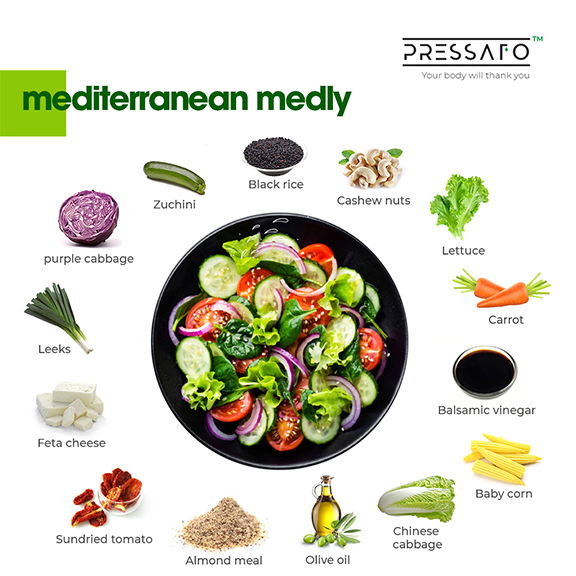 PRESSATO™
Your body will thank you
mediterranean medly
Black rice
Cashew nuts
Zuchini
Lettuce
purple cabbage
Carrot
Leeks
Balsamic vinegar
Feta cheese
Baby corn
Sundried tomato
Chinese
cabbage
Almond meal
Olive oil